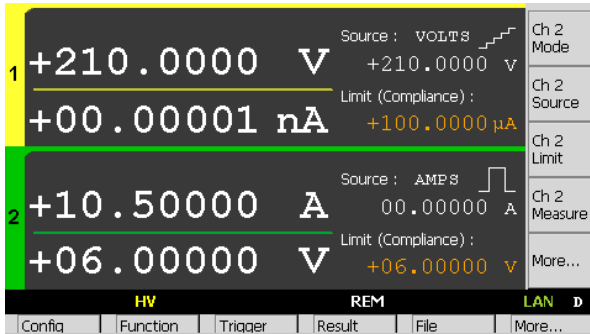 1
+210.0000 V
Source : VOLTS
+210.0000 V
+00.00001 nA
Limit (Compliance) :
+100.0000 µA
2
+10.50000 A
Source : AMPS
00.00000 A
+06.00000 V
Limit (Compliance) :
+06.00000 V
Ch 2
Mode
Ch 2
Source
Ch 2
Limit
Ch 2
Measure
More...
HV REM LAN D
Config Function Trigger Result File More...